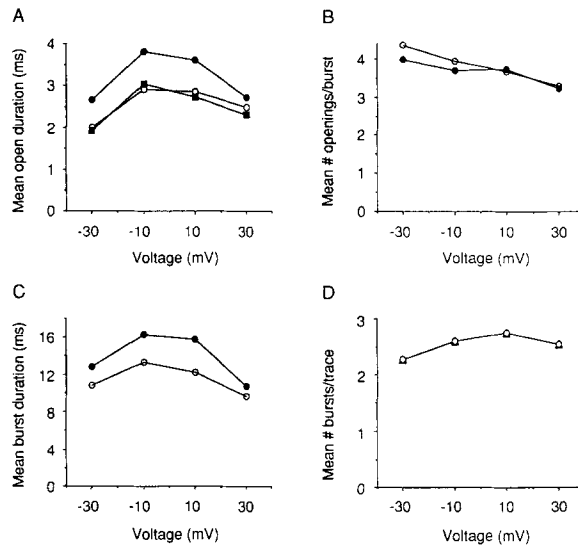 A
Mean open duration (ms)
4
3
2
1
0
-30 -10 10 30
Voltage (mV)
B
Mean # openings/burst
5
4
3
2
1
0
-30 -10 10 30
Voltage (mV)
C
Mean burst duration (ms)
16
12
8
4
0
-30 -10 10 30
Voltage (mV)
D
Mean # bursts/trace
3
2
1
0
-30 -10 10 30
Voltage (mV)